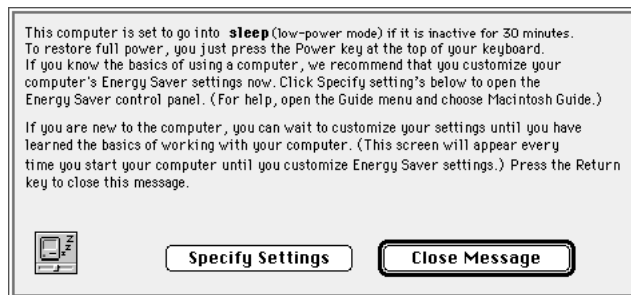 This computer is set to go into sleep (low-power mode) if it is inactive for 30 minutes.
To restore full power, you just press the Power key at the top of your keyboard.
If you know the basics of using a computer, we recommend that you customize your
computer's Energy Saver settings now. Click Specify setting's below to open the
Energy Saver control panel. (For help, open the Guide menu and choose Macintosh Guide.)
If you are new to the computer, you can wait to customize your settings until you have
learned the basics of working with your computer. (This screen will appear every
time you start your computer until you customize Energy Saver settings.) Press the Return
key to close this message.
z
z
z
Specify Settings
Close Message